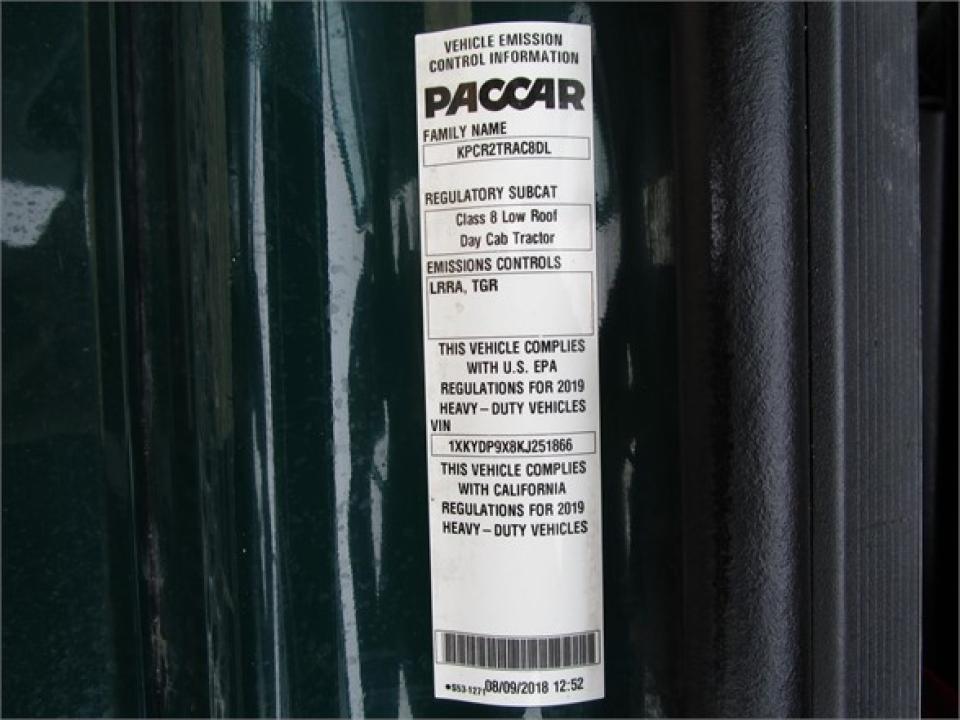 VEHICLE EMISSION
CONTROL INFORMATION
PACCAR
FAMILY NAME
KPCR2TRAC8DL
REGULATORY SUBCAT
Class 8 Low Roof
Day Cab Tractor
EMISSIONS CONTROLS
LRRA, TGR
THIS VEHICLE COMPLIES
WITH U.S. EPA
REGULATIONS FOR 2019
HEAVY-DUTY VEHICLES
VIN
1XKYDP9X8KJ251866
THIS VEHICLE COMPLIES
WITH CALIFORNIA
REGULATIONS FOR 2019
HEAVY-DUTY VEHICLES
•S53-1271 08/09/2018 12:52